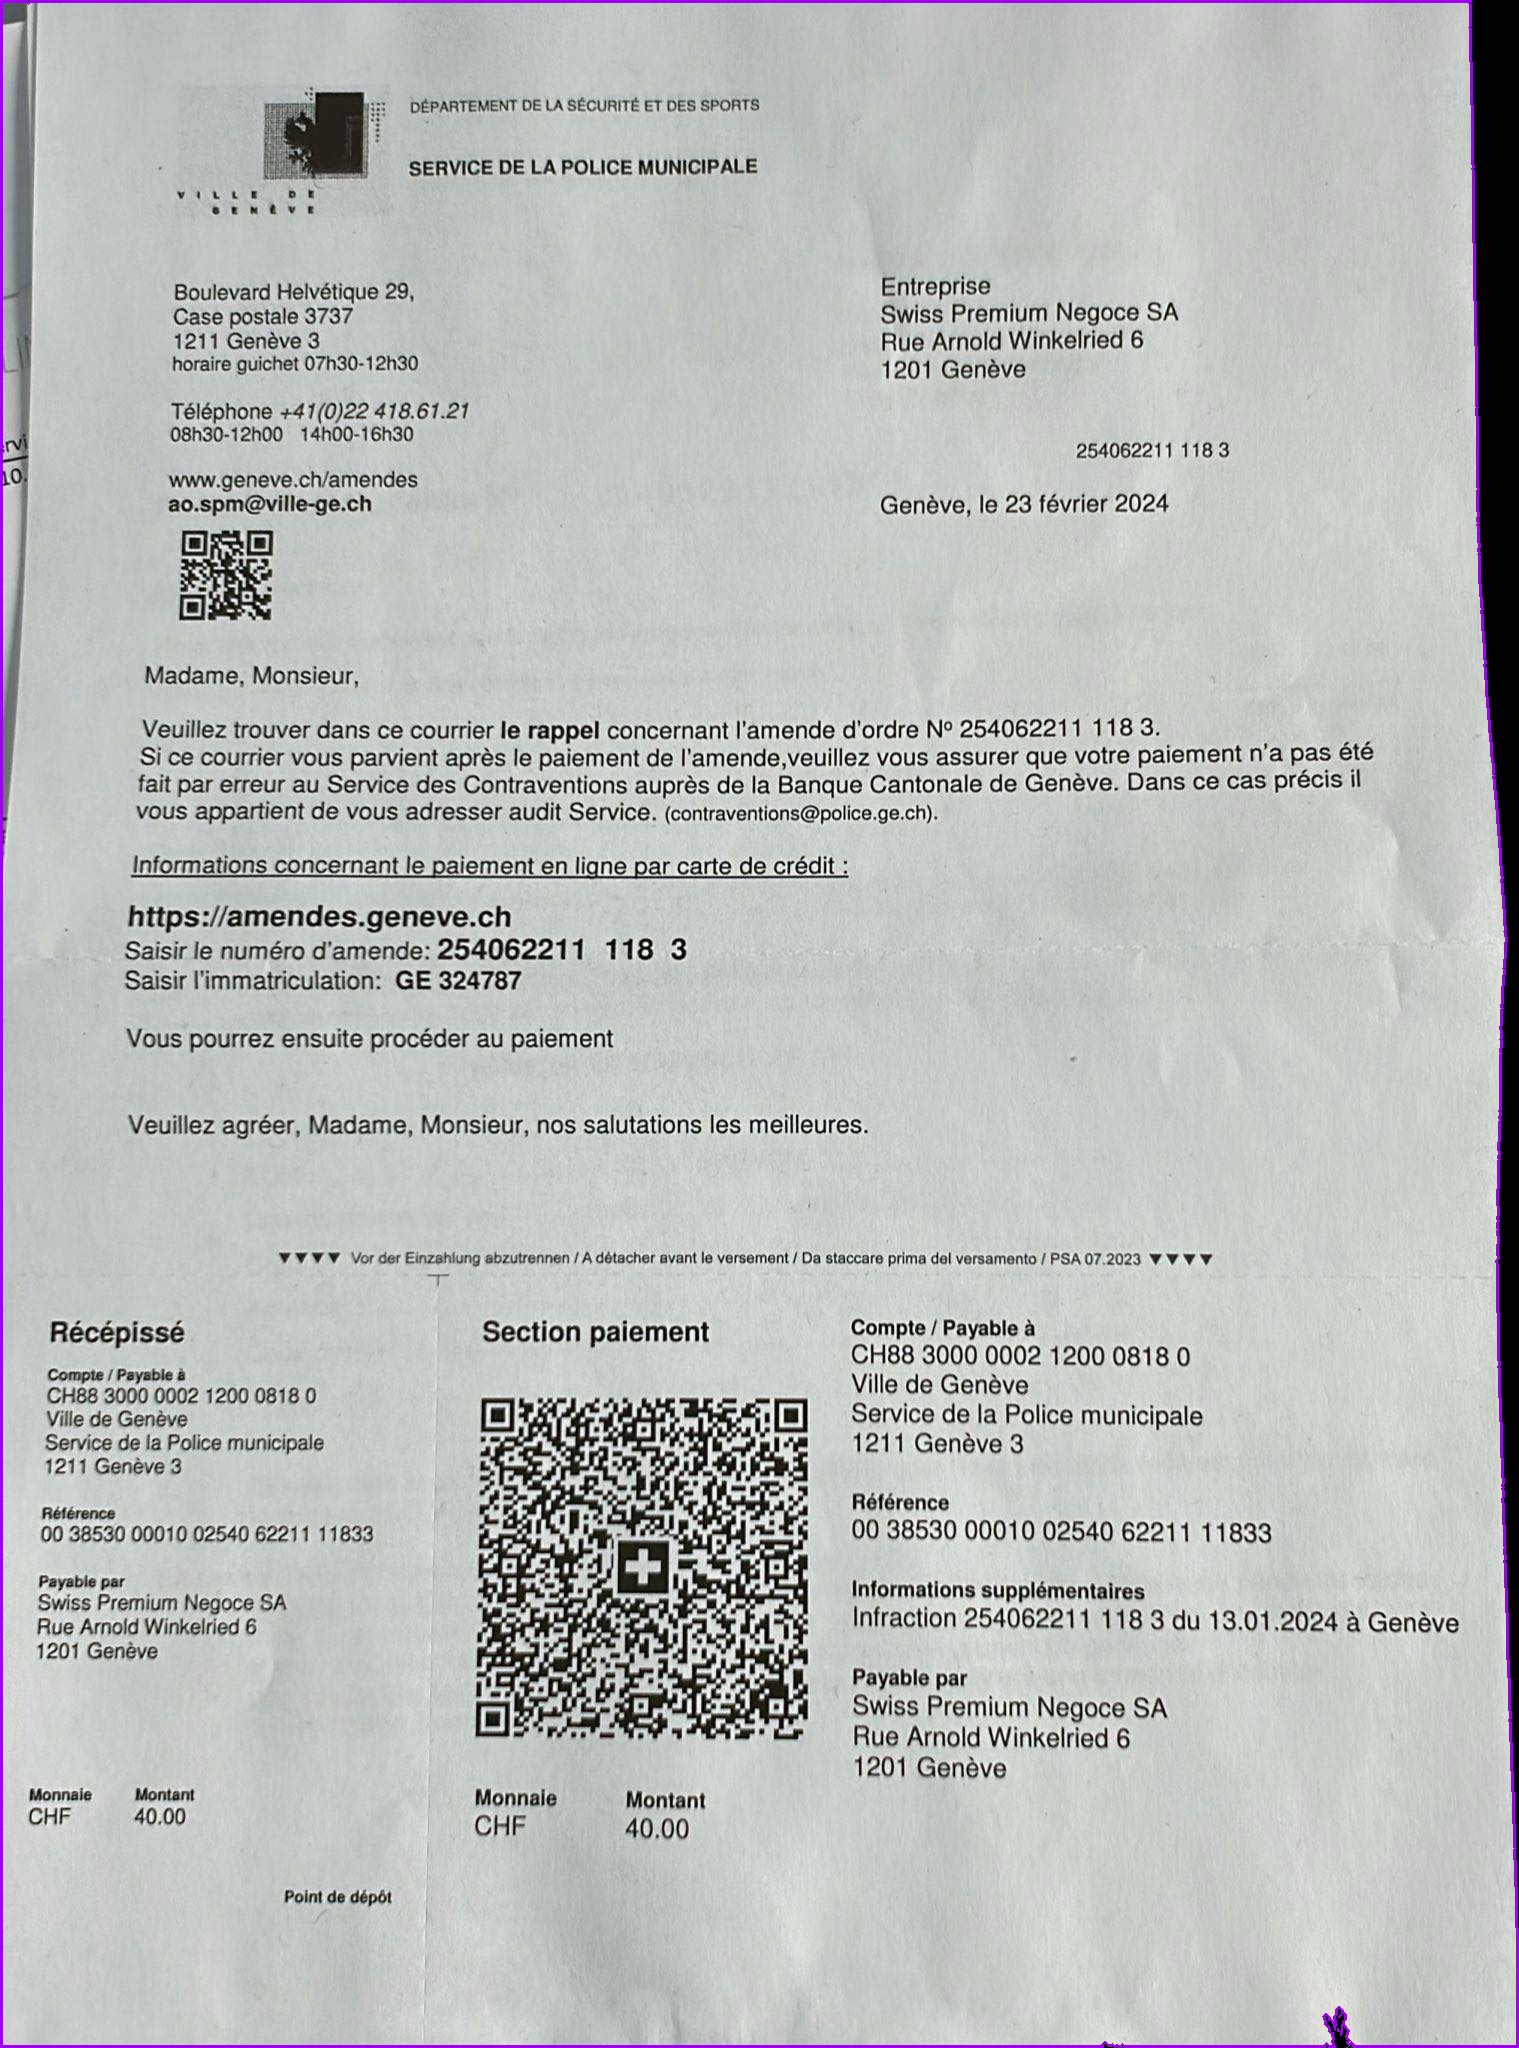 DÉPARTEMENT DE LA SÉCURITÉ ET DES SPORTS
SERVICE DE LA POLICE MUNICIPALE
VILLE DE
GENÈVE
Boulevard Helvétique 29,
Case postale 3737
1211 Genève 3
horaire guichet 07h30-12h30
Téléphone +41(0)22 418.61.21
08h30-12h00 14h00-16h30
www.geneve.ch/amendes
ao.spm@ville-ge.ch
Entreprise
Swiss Premium Negoce SA
Rue Arnold Winkelried 6
1201 Genève
254062211 118 3
Genève, le 23 février 2024
Madame, Monsieur,
Veuillez trouver dans ce courrier le rappel concernant l'amende d'ordre Nº 254062211 118 3.
Si ce courrier vous parvient après le paiement de l'amende,veuillez vous assurer que votre paiement n'a pas été
fait par erreur au Service des Contraventions auprès de la Banque Cantonale de Genève. Dans ce cas précis il
vous appartient de vous adresser audit Service. (contraventions@police.ge.ch).
Informations concernant le paiement en ligne par carte de crédit :
https://amendes.geneve.ch
Saisir le numéro d'amende: 254062211 118 3
Saisir l'immatriculation: GE 324787
Vous pourrez ensuite procéder au paiement
Veuillez agréer, Madame, Monsieur, nos salutations les meilleures.
▼▼▼▼ Vor der Einzahlung abzutrennen / A détacher avant le versement / Da staccare prima del versamento / PSA 07.2023 ▼▼▼▼
Récépissé
Compte / Payable à
CH88 3000 0002 1200 0818 0
Ville de Genève
Service de la Police municipale
1211 Genève 3
Référence
00 38530 00010 02540 62211 11833
Payable par
Swiss Premium Negoce SA
Rue Arnold Winkelried 6
1201 Genève
Monnaie Montant
CHF 40.00
Point de dépôt
Section paiement
Monnaie Montant
CHF 40.00
Compte / Payable à
CH88 3000 0002 1200 0818 0
Ville de Genève
Service de la Police municipale
1211 Genève 3
Référence
00 38530 00010 02540 62211 11833
Informations supplémentaires
Infraction 254062211 118 3 du 13.01.2024 à Genève
Payable par
Swiss Premium Negoce SA
Rue Arnold Winkelried 6
1201 Genève